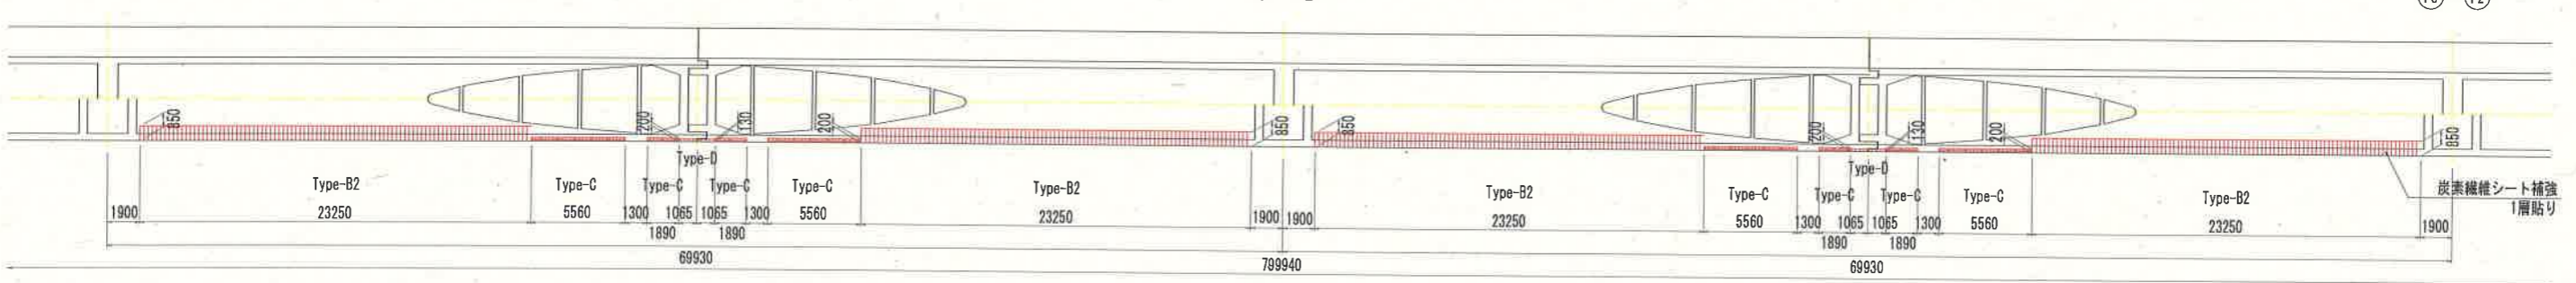 850
200
130
200
850
850
200
130
200
850
Type-D
Type-D
Type-B2
Type-C
Type-C
Type-C
Type-C
Type-B2
Type-B2
Type-C
Type-C
Type-C
Type-C
Type-B2
炭素繊維シート補強
1層貼り
1900
23250
5560
1300
1065
1065
1300
5560
23250
1900
1900
23250
5560
1300
1065
1065
1300
5560
23250
1900
1890
1890
1890
1890
69930
69930
799940